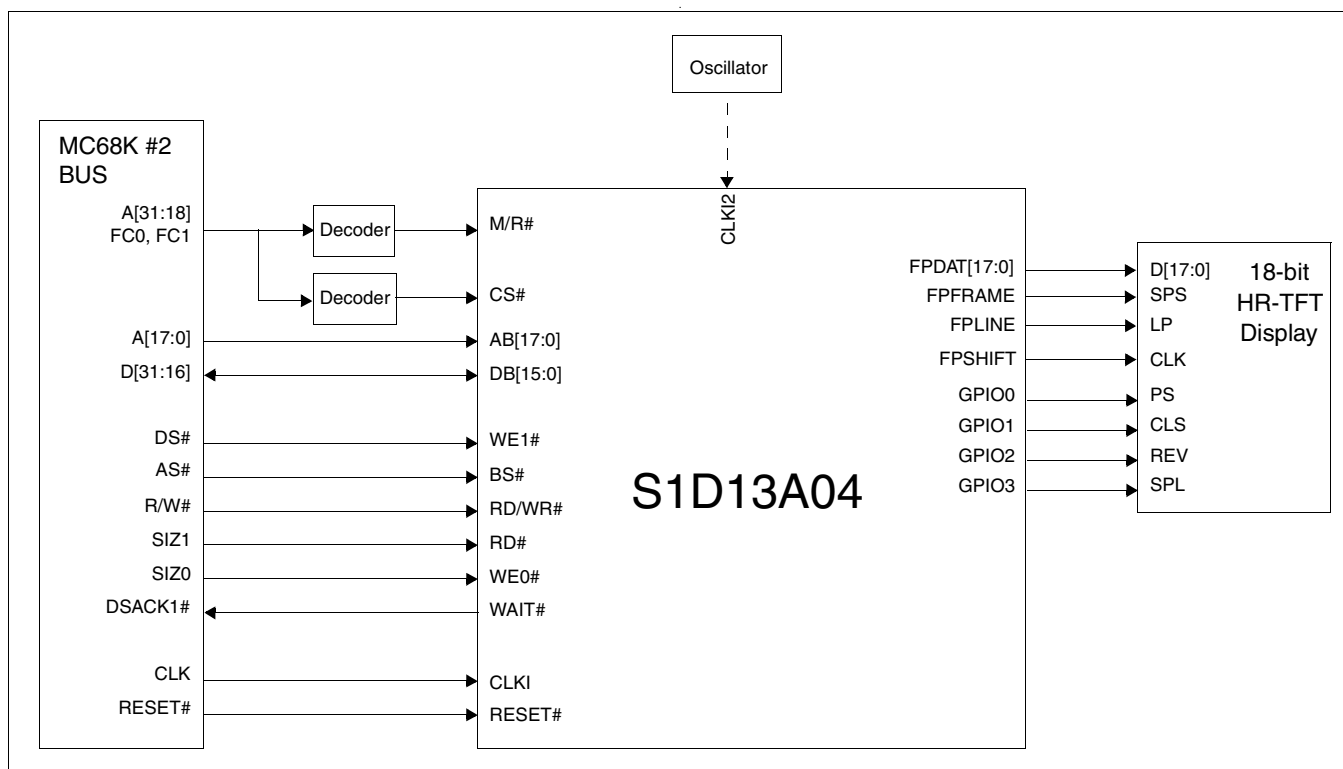 Oscillator
MC68K #2
BUS
A[31:18]
FC0, FC1
A[17:0]
D[31:16]
DS#
AS#
R/W#
SIZ1
SIZ0
DSACK1#
CLK
RESET#
Decoder
Decoder
CLKI2
M/R#
CS#
AB[17:0]
DB[15:0]
WE1#
BS#
RD/WR#
RD#
WE0#
WAIT#
CLKI
RESET#
S1D13A04
FPDAT[17:0]
FPFRAME
FPLINE
FPSHIFT
GPIO0
GPIO1
GPIO2
GPIO3
D[17:0]
SPS
LP
CLK
PS
CLS
REV
SPL
18-bit
HR-TFT
Display